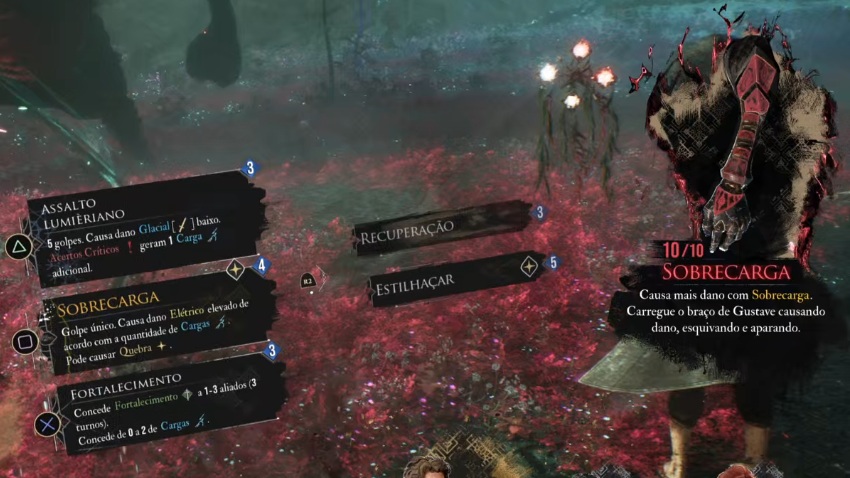 3
ASSALTO
LUMIÈRIANO
5 golpes. Causa dano Glacial [ ] baixo.
Acertos Críticos ! geram 1 Carga
adicional.
4
SOBRECARGA
Golpe único. Causa dano Elétrico elevado de
acordo com a quantidade de Cargas .
Pode causar Quebra .
3
FORTALECIMENTO
Concede Fortalecimento a 1-3 aliados (3
turnos).
Concede de 0 a 2 de Cargas .
R2
RECUPERAÇÃO 3
ESTILHAÇAR 5
10/10
SOBRECARGA
Causa mais dano com Sobrecarga.
Carregue o braço de Gustave causando
dano, esquivando e aparando.